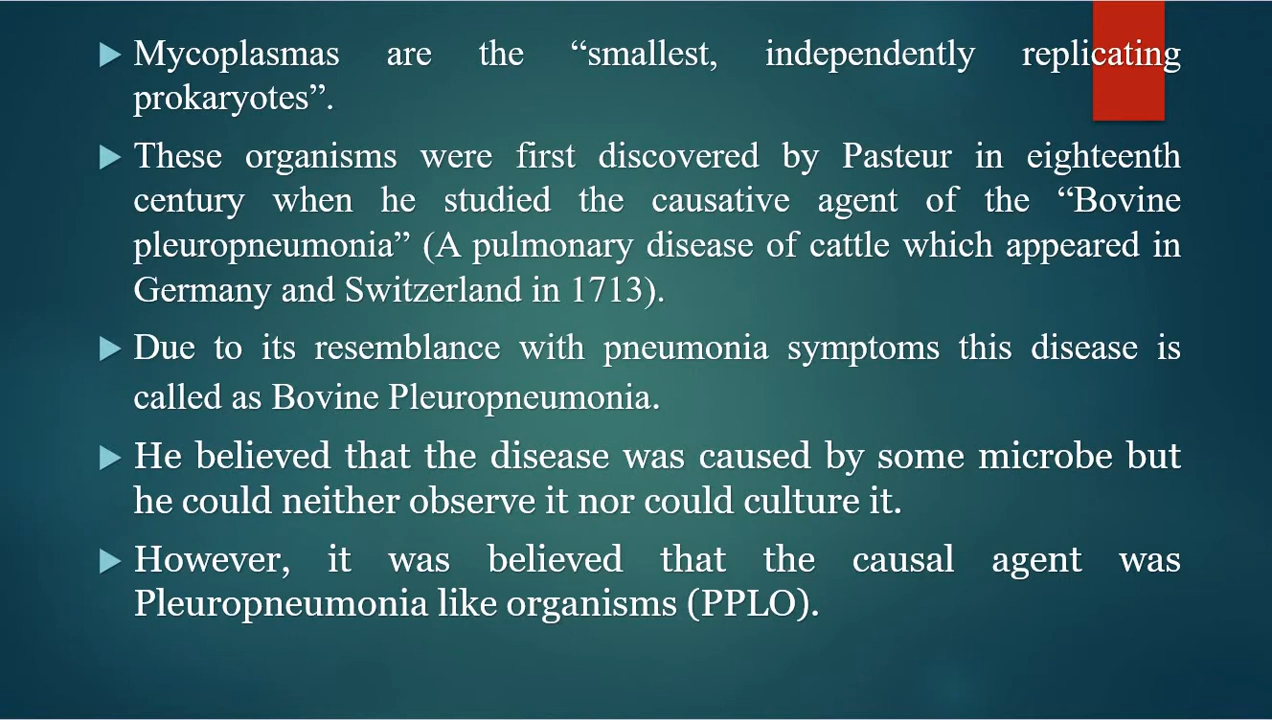 Mycoplasmas are the “smallest, independently replicating
prokaryotes”.
These organisms were first discovered by Pasteur in eighteenth
century when he studied the causative agent of the “Bovine
pleuropneumonia” (A pulmonary disease of cattle which appeared in
Germany and Switzerland in 1713).
Due to its resemblance with pneumonia symptoms this disease is
called as Bovine Pleuropneumonia.
He believed that the disease was caused by some microbe but
he could neither observe it nor could culture it.
However, it was believed that the causal agent was
Pleuropneumonia like organisms (PPLO).